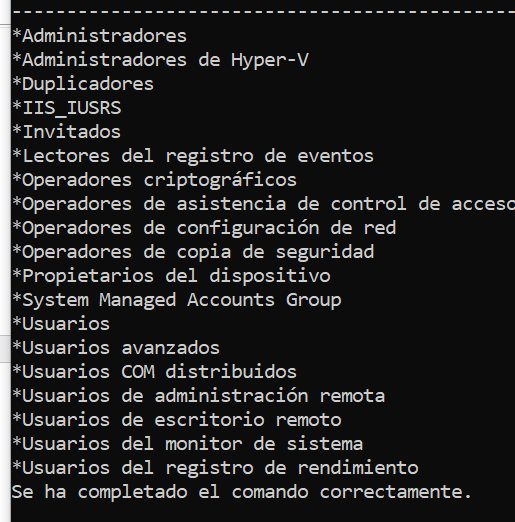 ----------------------------------------------
*Administradores
*Administradores de Hyper-V
*Duplicadores
*IIS_IUSRS
*Invitados
*Lectores del registro de eventos
*Operadores criptográficos
*Operadores de asistencia de control de acceso
*Operadores de configuración de red
*Operadores de copia de seguridad
*Propietarios del dispositivo
*System Managed Accounts Group
*Usuarios
*Usuarios avanzados
*Usuarios COM distribuidos
*Usuarios de administración remota
*Usuarios de escritorio remoto
*Usuarios del monitor de sistema
*Usuarios del registro de rendimiento
Se ha completado el comando correctamente.